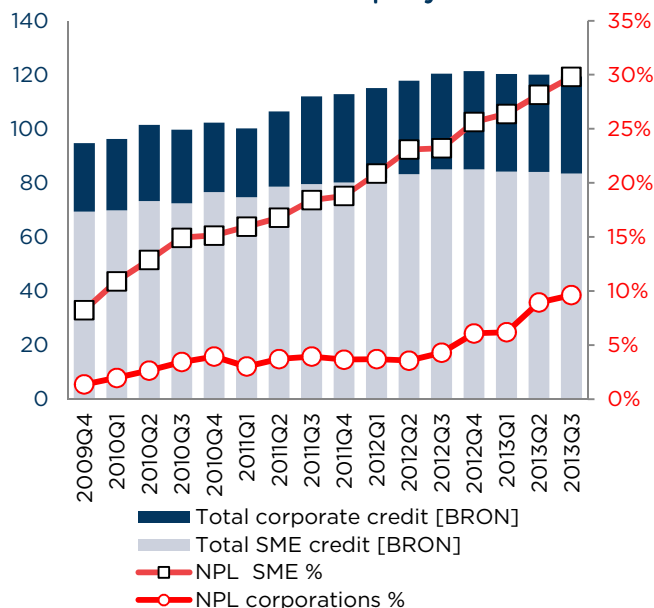 140
120
100
80
60
40
20
0
35%
30%
25%
20%
15%
10%
5%
0%
2009Q4
2010Q1
2010Q2
2010Q3
2010Q4
2011Q1
2011Q2
2011Q3
2011Q4
2012Q1
2012Q2
2012Q3
2012Q4
2013Q1
2013Q2
2013Q3
Total corporate credit [BRON]
Total SME credit [BRON]
NPL SME %
NPL corporations %